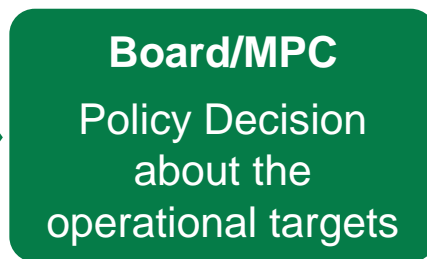 Board/MPC
Policy Decision
about the
operational targets